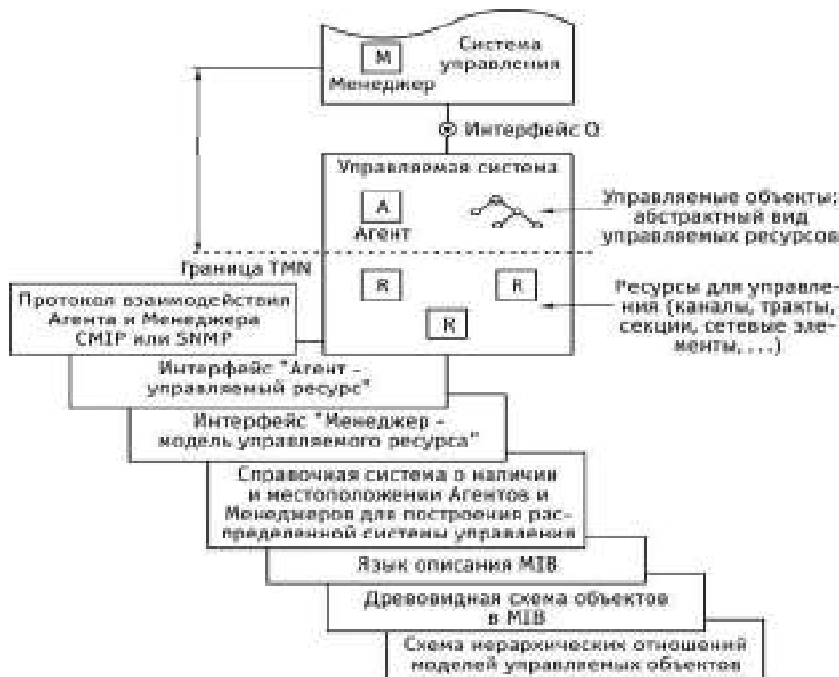 M
Менеджер
Система
управления
Интерфейс Q
Управляемая система
A
Агент
Управляемые объекты:
абстрактный вид
управляемых ресурсов
Граница TMN
R
R
R
Ресурсы для управле-
ния (каналы, тракты,
секции, сетевые эле-
менты, ...)
Протокол взаимодействия
Агента и Менеджера
CMIP или SNMP
Интерфейс "Агент -
управляемый ресурс"
Интерфейс "Менеджер -
модель управляемого ресурса"
Справочная система о наличии
и местоположении Агентов и
Менеджеров для построения рас-
пределенной системы управления
Язык описания MIB
Древовидная схема объектов
в MIB
Схема иерархических отношений
моделей управляемых объектов